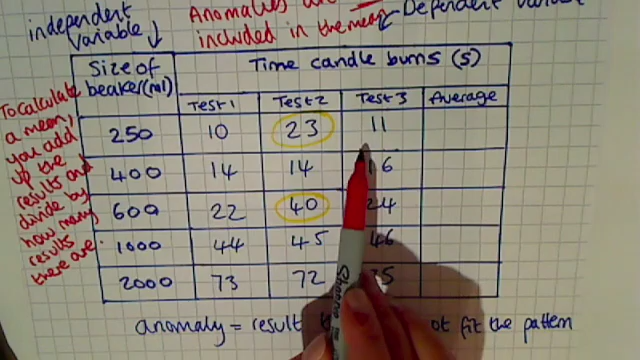 independent
variable
Anomalies
included in the mean
Dependent
Size of
beaker(ml)
Time candle burns (s)
Test 1
Test 2
Test 3
Average
250 10 23 11
400 14 14 16
600 22 40 24
1000 44 45 46
2000 73 72
To calculate
a mean,
you add
up the
results and
divide by
how many
results
there are.
anomaly = result ot fit the pattern
Sharpie